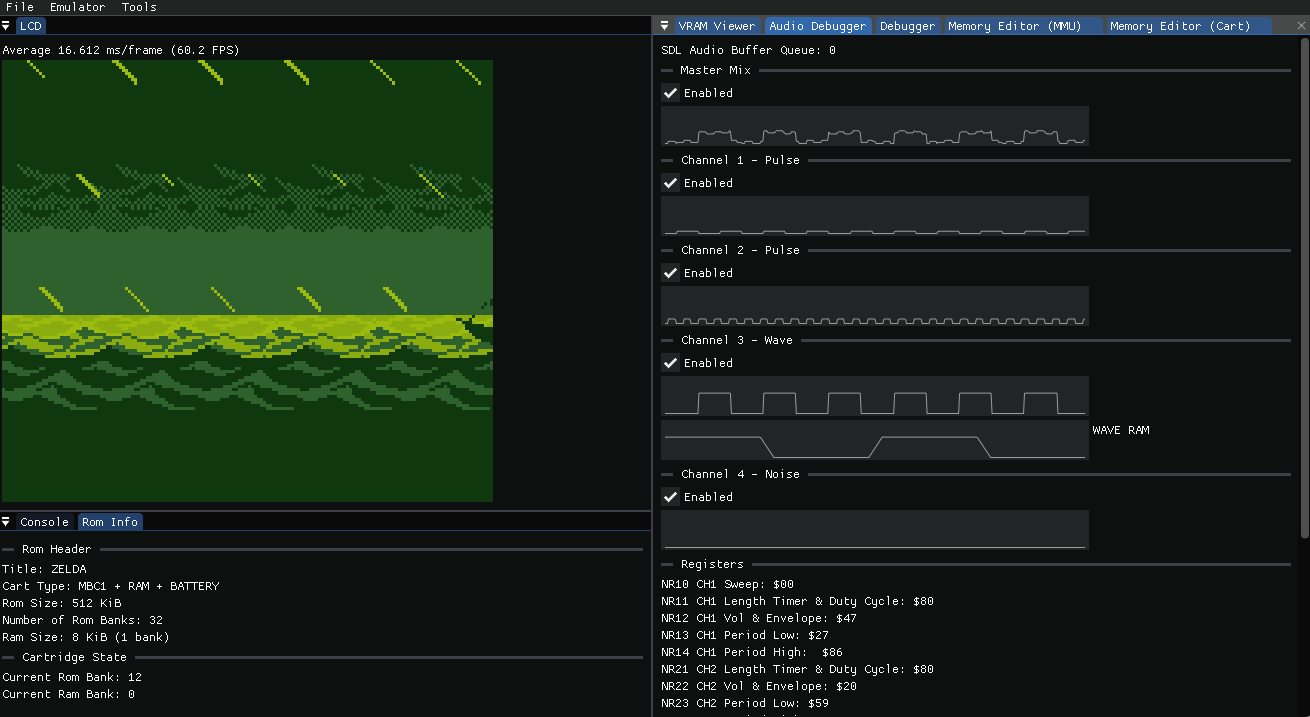 File Emulator Tools
LCD
Average 16.612 ms/frame (60.2 FPS)
Console Rom Info
Rom Header
Title: ZELDA
Cart Type: MBC1 + RAM + BATTERY
Rom Size: 512 KiB
Number of Rom Banks: 32
Ram Size: 8 KiB (1 bank)
Cartridge State
Current Rom Bank: 12
Current Ram Bank: 0
VRAM Viewer Audio Debugger Debugger Memory Editor (MMU) Memory Editor (Cart)
SDL Audio Buffer Queue: 0
Master Mix
Enabled
Channel 1 - Pulse
Enabled
Channel 2 - Pulse
Enabled
Channel 3 - Wave
Enabled
WAVE RAM
Channel 4 - Noise
Enabled
Registers
NR10 CH1 Sweep: $00
NR11 CH1 Length Timer & Duty Cycle: $80
NR12 CH1 Vol & Envelope: $47
NR13 CH1 Period Low: $27
NR14 CH1 Period High: $86
NR21 CH2 Length Timer & Duty Cycle: $80
NR22 CH2 Vol & Envelope: $20
NR23 CH2 Period Low: $59